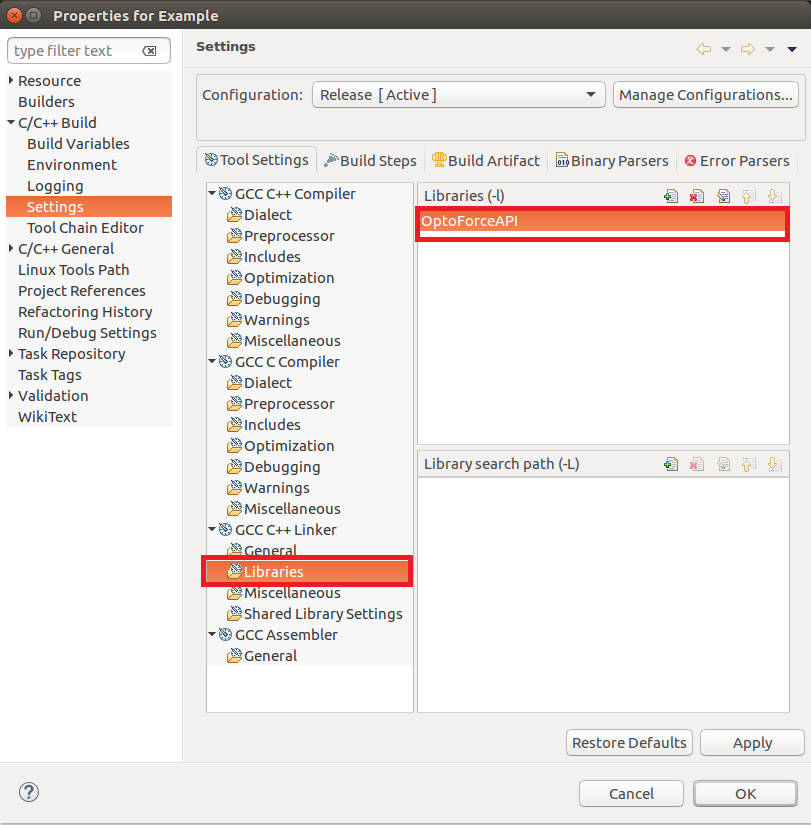 Properties for Example
type filter text
Resource
Builders
C/C++ Build
Build Variables
Environment
Logging
Settings
Tool Chain Editor
C/C++ General
Linux Tools Path
Project References
Refactoring History
Run/Debug Settings
Task Repository
Task Tags
Validation
WikiText
Settings
Configuration: Release [ Active ] Manage Configurations...
Tool Settings Build Steps Build Artifact Binary Parsers Error Parsers
GCC C++ Compiler
Dialect
Preprocessor
Includes
Optimization
Debugging
Warnings
Miscellaneous
GCC C Compiler
Dialect
Preprocessor
Includes
Optimization
Debugging
Warnings
Miscellaneous
GCC C++ Linker
General
Libraries
Miscellaneous
Shared Library Settings
GCC Assembler
General
Libraries (-l)
OptoForceAPI
Library search path (-L)
Restore Defaults Apply
Cancel OK